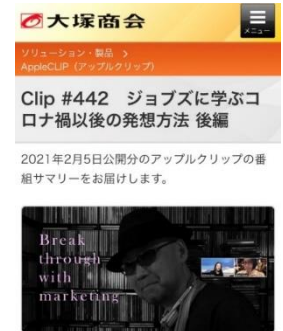 大塚商会
メニュー
ソリューション・製品 >
AppleCLIP（アップルクリップ）
Clip #442　ジョブズに学ぶコ
ロナ禍以後の発想方法 後編
2021年2月5日公開分のアップルクリップの番
組サマリーをお届けします。
Break
through
with
marketing